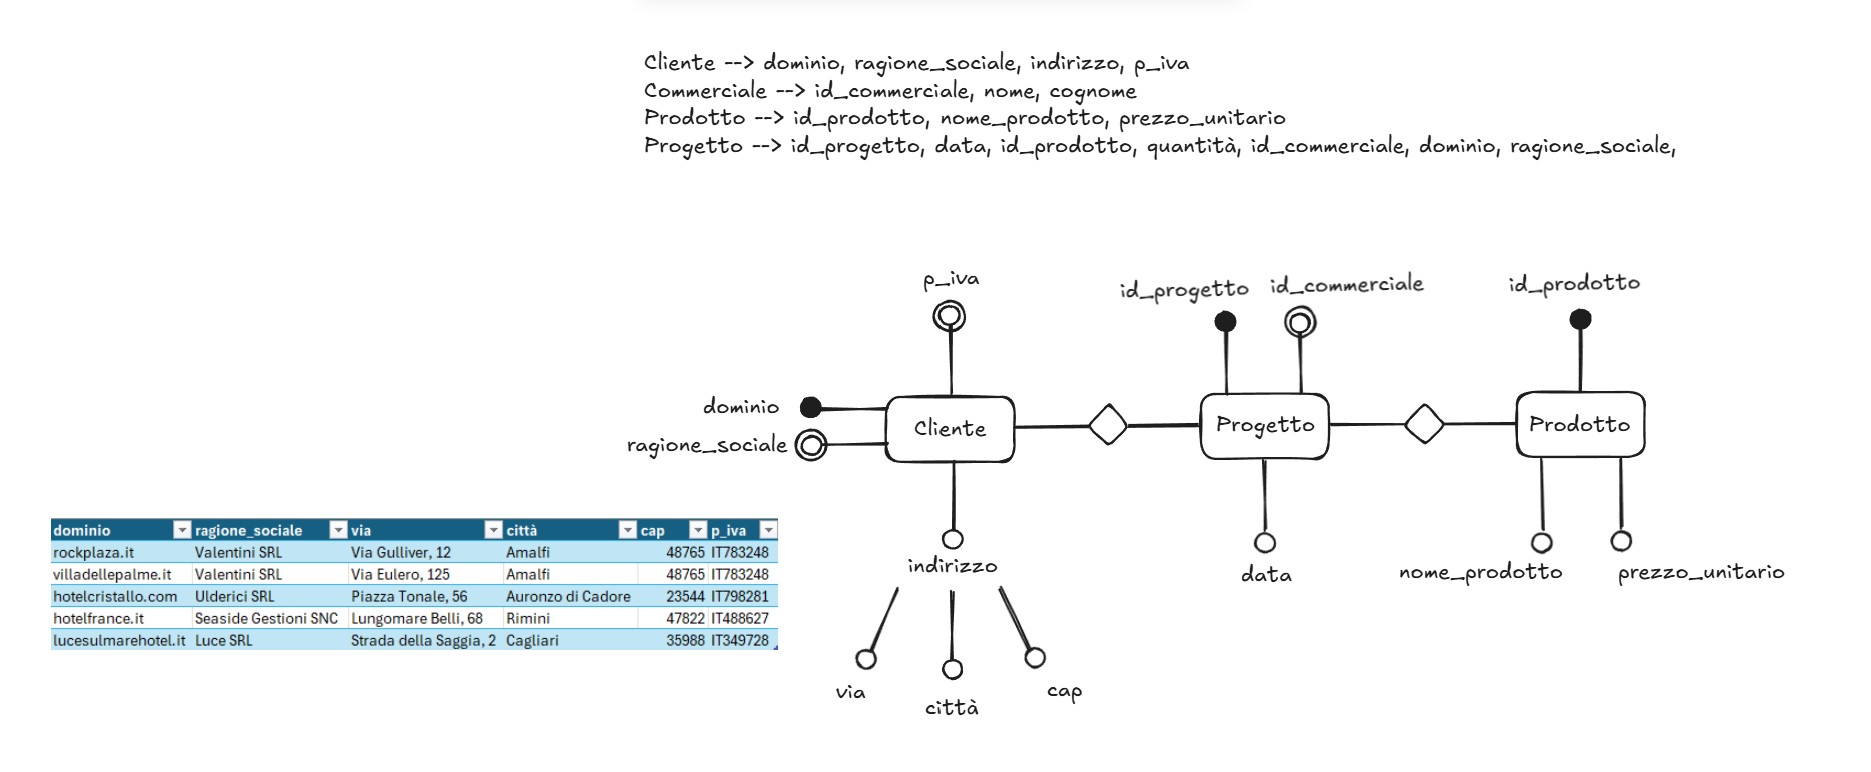 Cliente --> dominio, ragione_sociale, indirizzo, p_iva
Commerciale --> id_commerciale, nome, cognome
Prodotto --> id_prodotto, nome_prodotto, prezzo_unitario
Progetto --> id_progetto, data, id_prodotto, quantità, id_commerciale, dominio, ragione_sociale,
p_iva
id_progetto
id_commerciale
id_prodotto
dominio
ragione_sociale
Cliente
Progetto
Prodotto
indirizzo
data
nome_prodotto
prezzo_unitario
via
città
cap
dominio ragione_sociale via città cap p_iva
rockplaza.it Valentini SRL Via Gulliver, 12 Amalfi 48765 IT783248
villadellepalme.it Valentini SRL Via Eulero, 125 Amalfi 48765 IT783248
hotelcristallo.com Ulderici SRL Piazza Tonale, 56 Auronzo di Cadore 23544 IT798281
hotelfrance.it Seaside Gestioni SNC Lungomare Belli, 68 Rimini 47822 IT488627
lucesulmarehotel.it Luce SRL Strada della Saggia, 2 Cagliari 35988 IT349728